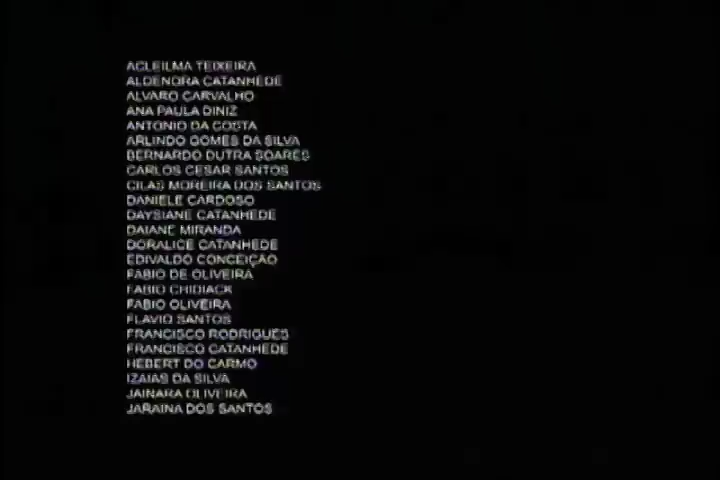 ACLEILMA TEIXEIRA
ALDENORA CATANHEDE
ALVARO CARVALHO
ANA PAULA DINIZ
ANTONIO DA COSTA
ARLINDO GOMES DA SILVA
BERNARDO DUTRA SOARES
CARLOS CESAR SANTOS
CILAS MOREIRA DOS SANTOS
DANIELE CARDOSO
DAYSIANE CATANHEDE
DAIANE MIRANDA
DORALICE CATANHEDE
EDIVALDO CONCEIÇÃO
FABIO DE OLIVEIRA
FABIO CHIDIACK
FABIO OLIVEIRA
FLAVIO SANTOS
FRANCISCO RODRIGUES
FRANCISCO CATANHEDE
HEBERT DO CARMO
IZAIAS DA SILVA
JAINARA OLIVEIRA
JARAINA DOS SANTOS